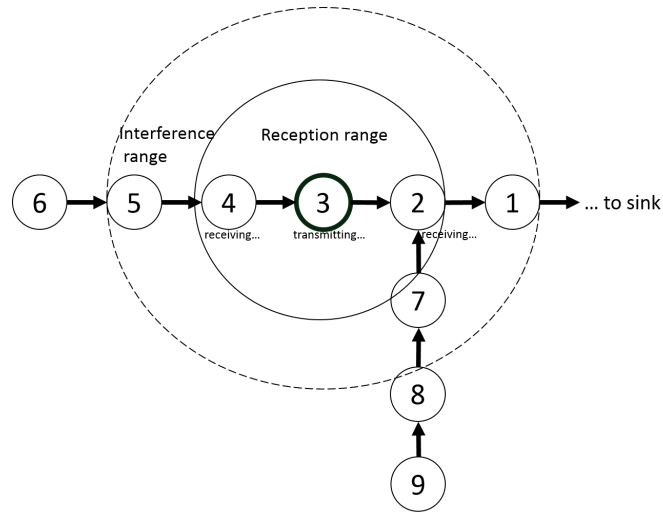 Interference
range
Reception range
6 5 4 3 2 1 ... to sink
receiving... transmitting... receiving...
7
8
9